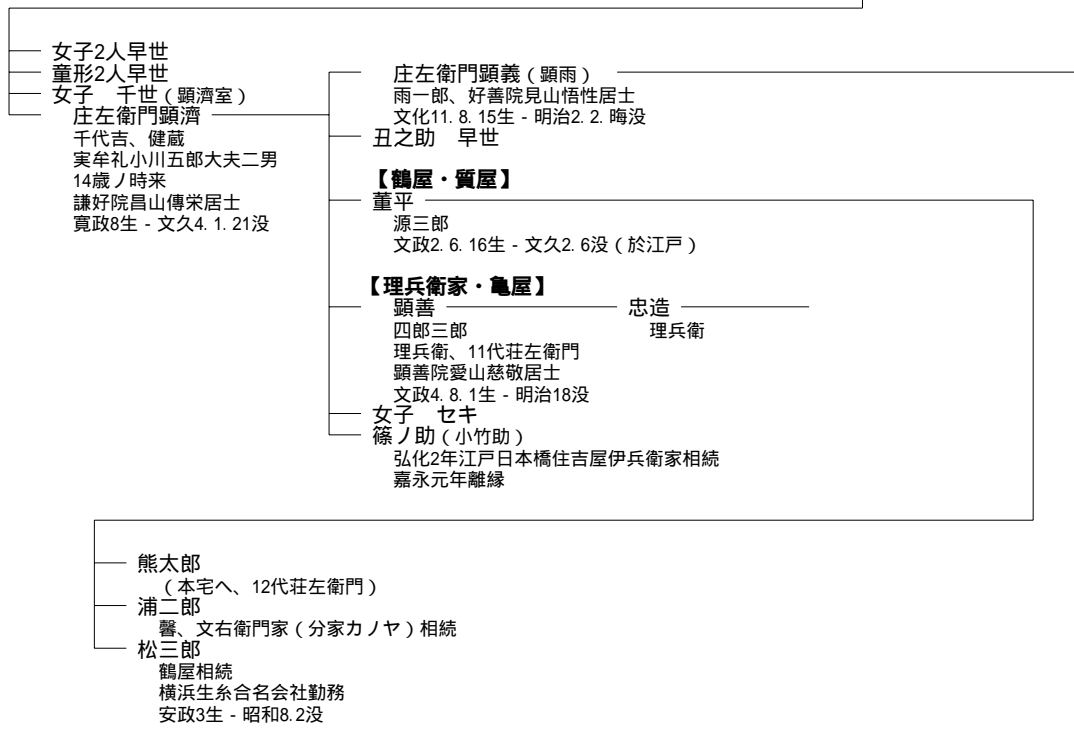 女子2人早世
童形2人早世
女子　千世(顕濟室)
庄左衛門顕濟
千代吉、健蔵
実牟礼小川五郎大夫二男
14歳ノ時来
謙好院昌山傳栄居士
寛政8生 - 文久4. 1. 21没
庄左衛門顕義(顕雨)
雨一郎、好善院見山悟性居士
文化11. 8. 15生 - 明治2. 2. 晦没
丑之助　早世
【鶴屋・質屋】
董平
源三郎
文政2. 6. 16生 - 文久2. 6没(於江戸)
【理兵衛家・亀屋】
顕善
四郎三郎
理兵衛、11代荘左衛門
顕善院愛山慈敬居士
文政4. 8. 1生 - 明治18没
忠造
理兵衛
女子　セキ
篠ノ助(小竹助)
弘化2年江戸日本橋住吉屋伊兵衛家相続
嘉永元年離縁
熊太郎
(本宅へ、12代荘左衛門)
浦二郎
馨、文右衛門家(分家カノヤ)相続
松三郎
鶴屋相続
横浜生糸合名会社勤務
安政3生 - 昭和8.2没